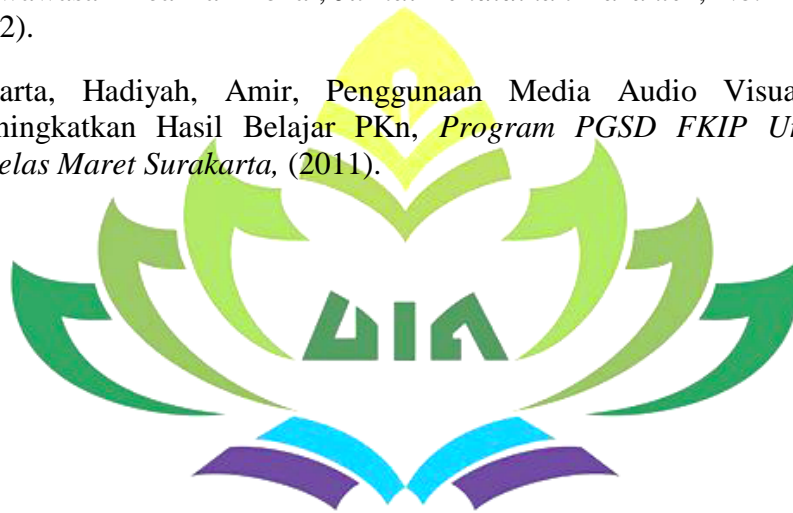 2).
arta, Hadiyah, Amir, Penggunaan Media Audio Visua
ningkatkan Hasil Belajar PKn, Program PGSD FKIP U
elas Maret Surakarta, (2011).
UIN